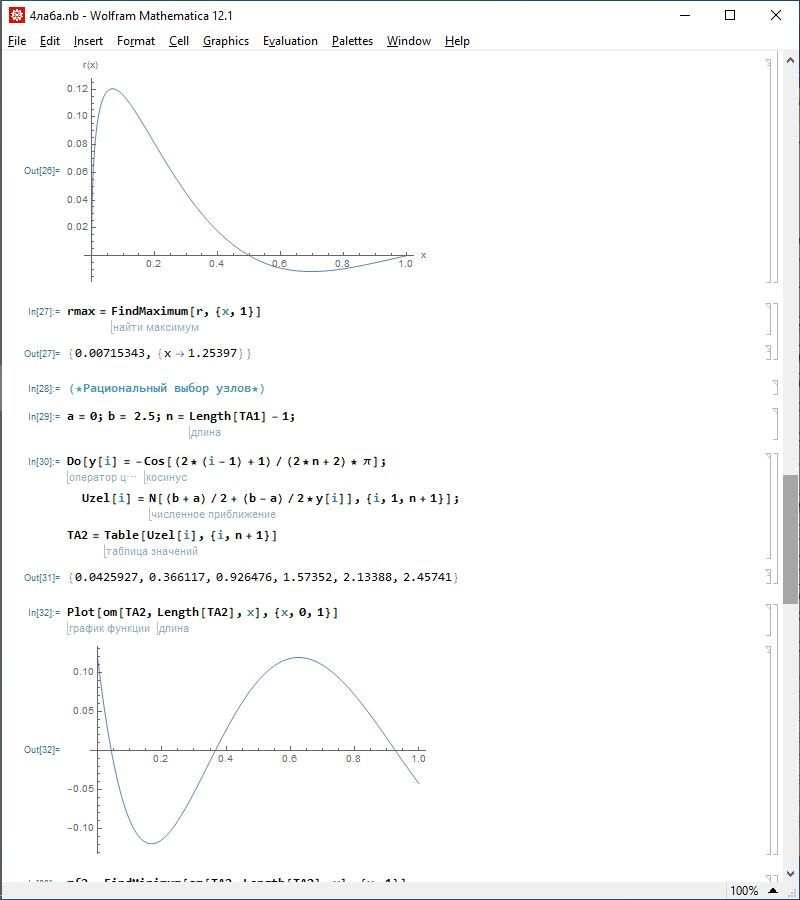 4лаба.nb - Wolfram Mathematica 12.1
File Edit Insert Format Cell Graphics Evaluation Palettes Window Help
r(x)
0.12
0.10
0.08
Out[26]= 0.06
0.04
0.02
x
0.2 0.4 0.6 0.8 1.0
In[27]:= rmax = FindMaximum[r, {x, 1}]
найти максимум
Out[27]= {0.00715343, {x → 1.25397}}
In[28]:= (*Рациональный выбор узлов*)
In[29]:= a = 0; b = 2.5; n = Length[TA1] - 1;
длина
In[30]:= Do[y[i] = -Cos[(2* (i - 1) + 1) / (2* n + 2) * π];
оператор ц⋯ косинус
Uzel[i] = N[(b + a) / 2 + (b - a) / 2* y[i]], {i, 1, n + 1}];
численное приближение
TA2 = Table[Uzel[i], {i, n + 1}]
таблица значений
Out[31]= {0.0425927, 0.366117, 0.926476, 1.57352, 2.13388, 2.45741}
In[32]:= Plot[om[TA2, Length[TA2], x], {x, 0, 1}]
график функции длина
0.10
0.05
Out[32]=
0.2 0.4 0.6 0.8 1.0
-0.05
-0.10
100%